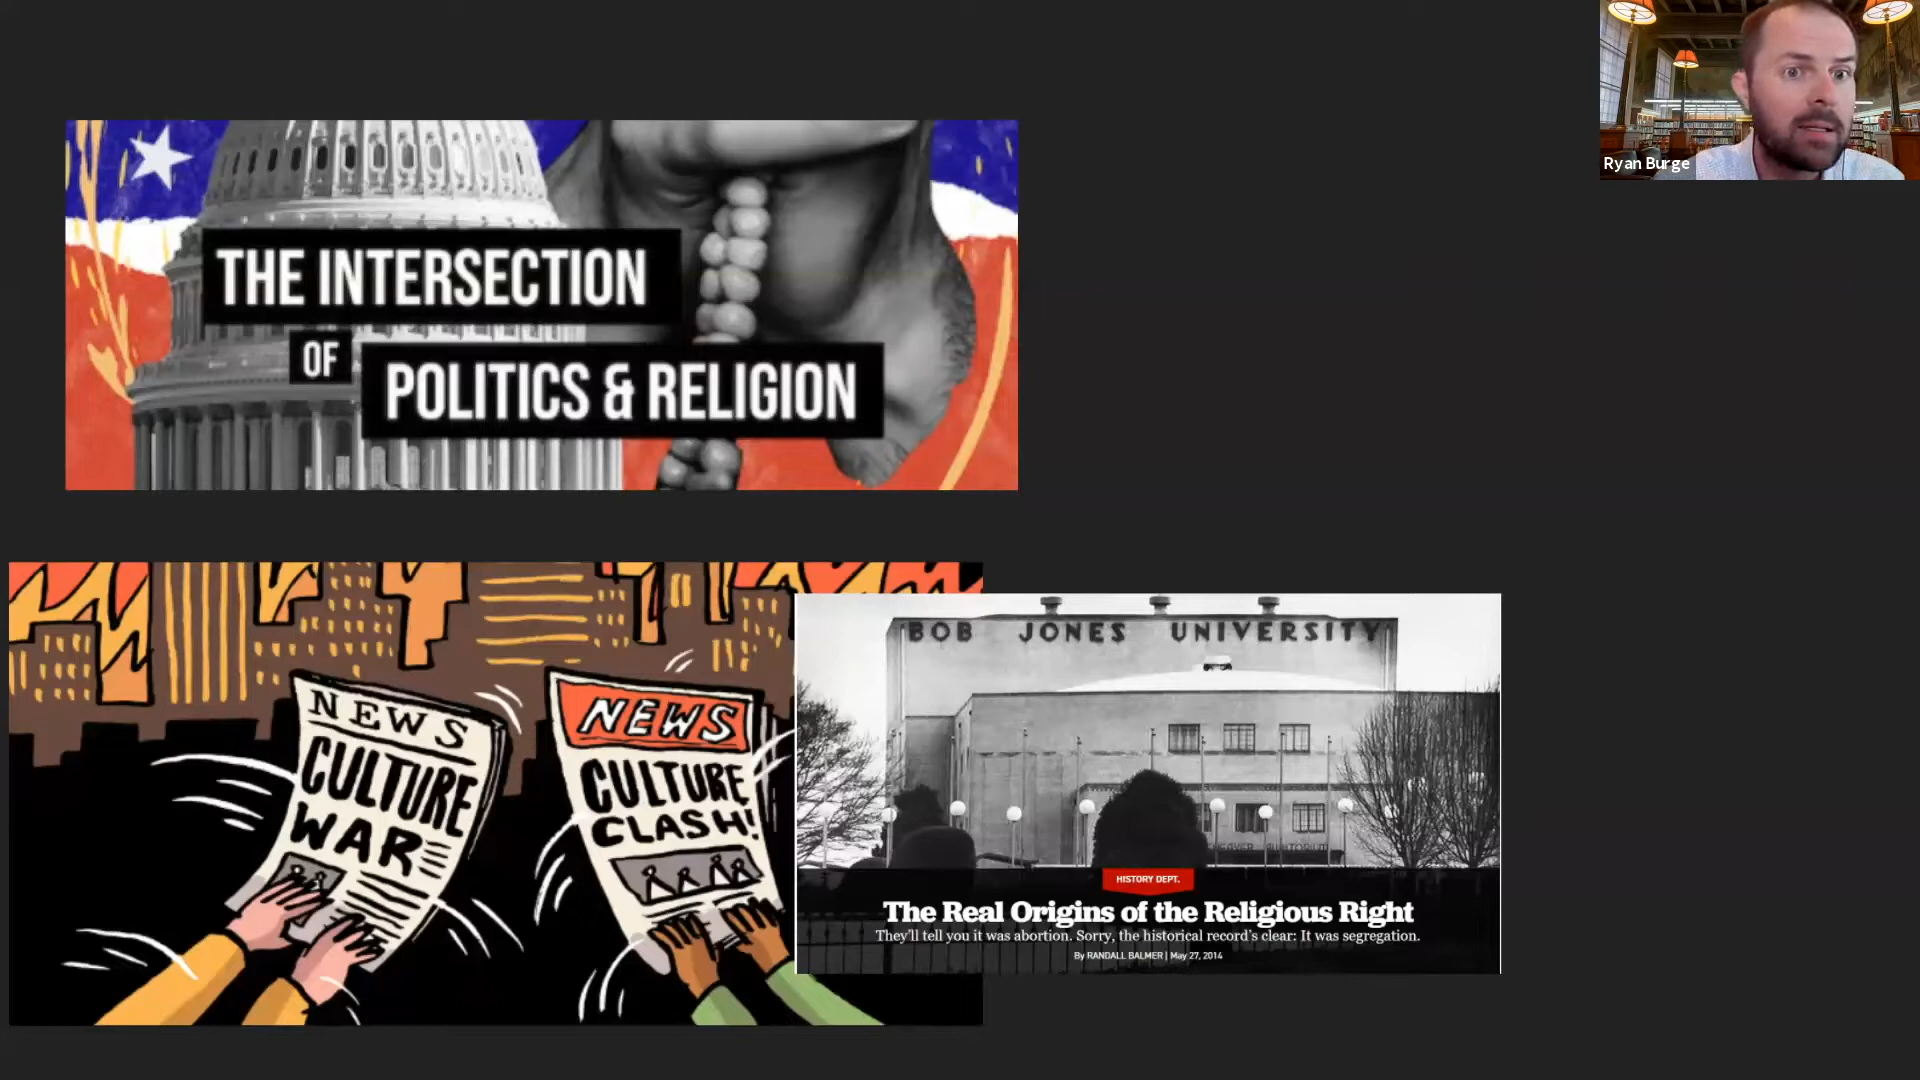 Ryan Burge
THE INTERSECTION
OF
POLITICS & RELIGION
NEWS
CULTURE
WAR
NEWS
CULTURE
CLASH!
BOB JONES UNIVERSITY
HISTORY DEPT.
The Real Origins of the Religious Right
They'll tell you it was abortion. Sorry, the historical record's clear: It was segregation.
By RANDALL BALMER | May 27, 2014